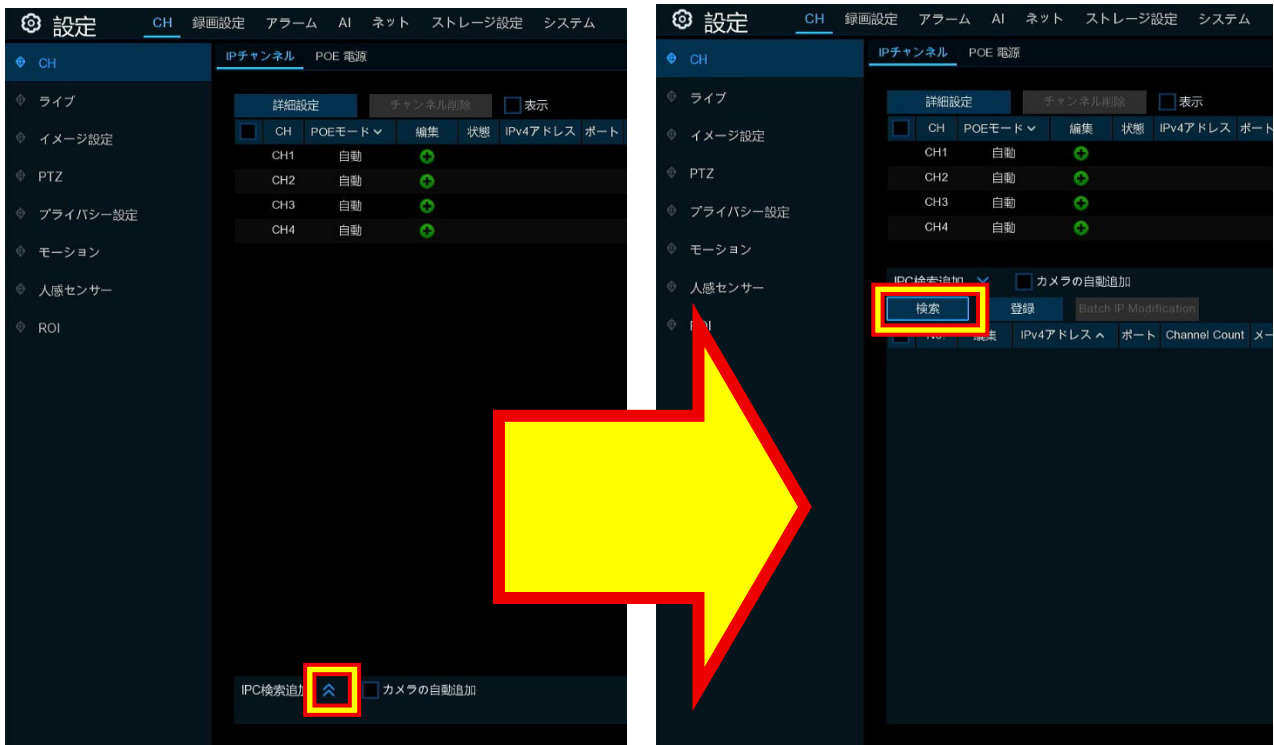 設定 CH 録画設定 アラーム AI ネット ストレージ設定 システム
CH
ライブ
イメージ設定
PTZ
プライバシー設定
モーション
人感センサー
ROI
IPチャンネル POE 電源
詳細設定 チャンネル削除 表示
CH POEモード 編集 状態 IPv4アドレス ポート
CH1 自動
CH2 自動
CH3 自動
CH4 自動
IPC検索追加 カメラの自動追加
設定 CH 録画設定 アラーム AI ネット ストレージ設定 システム
CH
ライブ
イメージ設定
PTZ
プライバシー設定
モーション
人感センサー
ROI
IPチャンネル POE 電源
詳細設定 チャンネル削除 表示
CH POEモード 編集 状態 IPv4アドレス ポート
CH1 自動
CH2 自動
CH3 自動
CH4 自動
IPC検索追加 カメラの自動追加
検索 登録 Batch IP Modification
No. 編集 IPv4アドレス ポート Channel Count メー